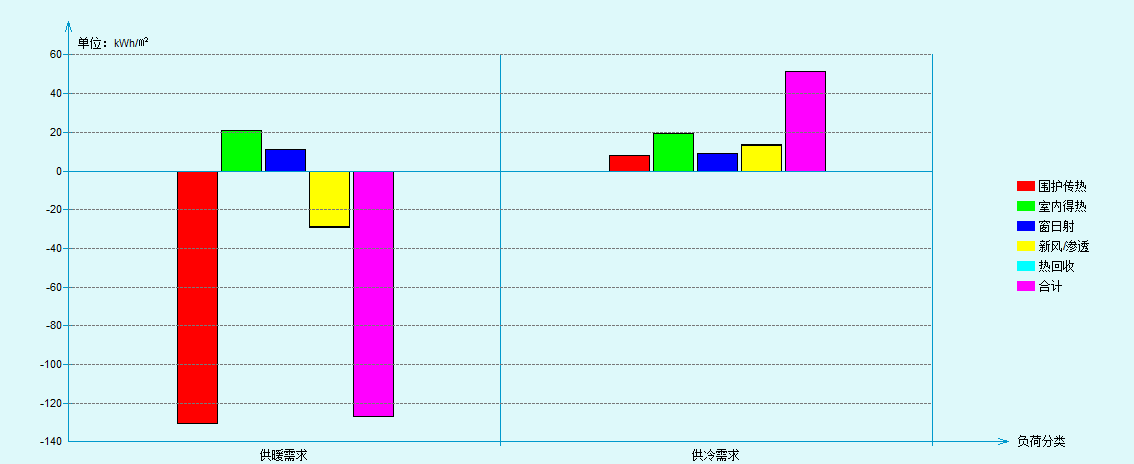 单位：kWh/㎡
60
40
20
0
-20
-40
-60
-80
-100
-120
-140
供暖需求
供冷需求
负荷分类
围护传热
室内得热
窗日射
新风/渗透
热回收
合计